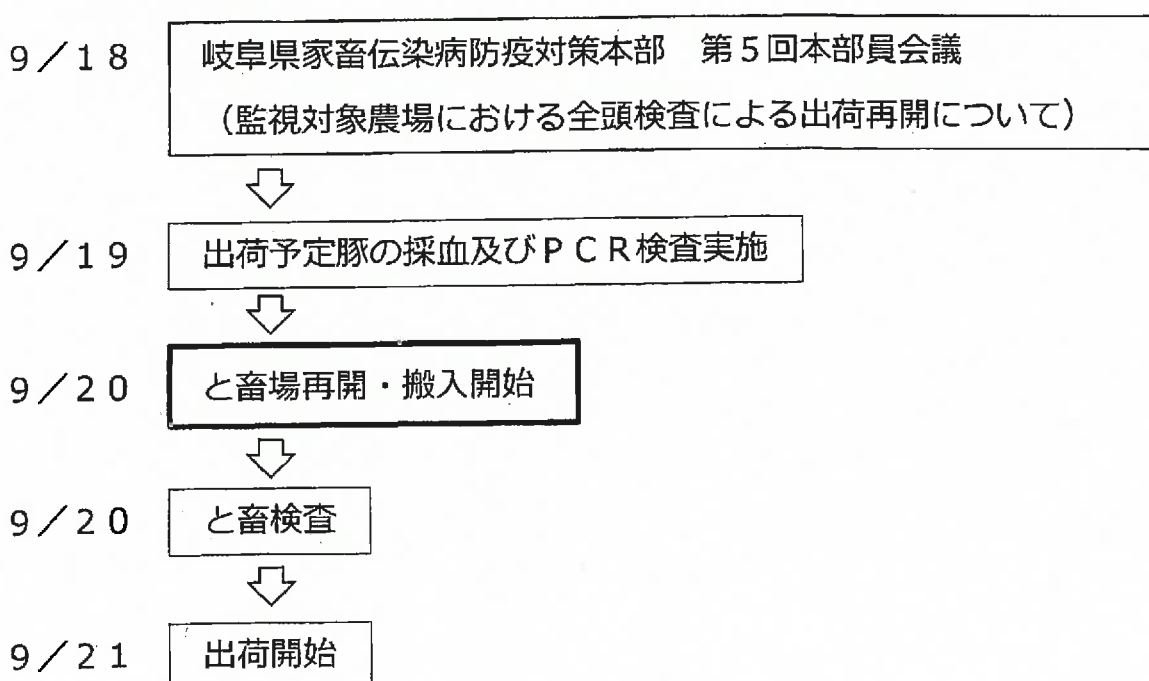 9／18 岐阜県家畜伝染病防疫対策本部　第5回本部員会議
（監視対象農場における全頭検査による出荷再開について）
9／19 出荷予定豚の採血及びＰＣＲ検査実施
9／20 と畜場再開・搬入開始
9／20 と畜検査
9／21 出荷開始